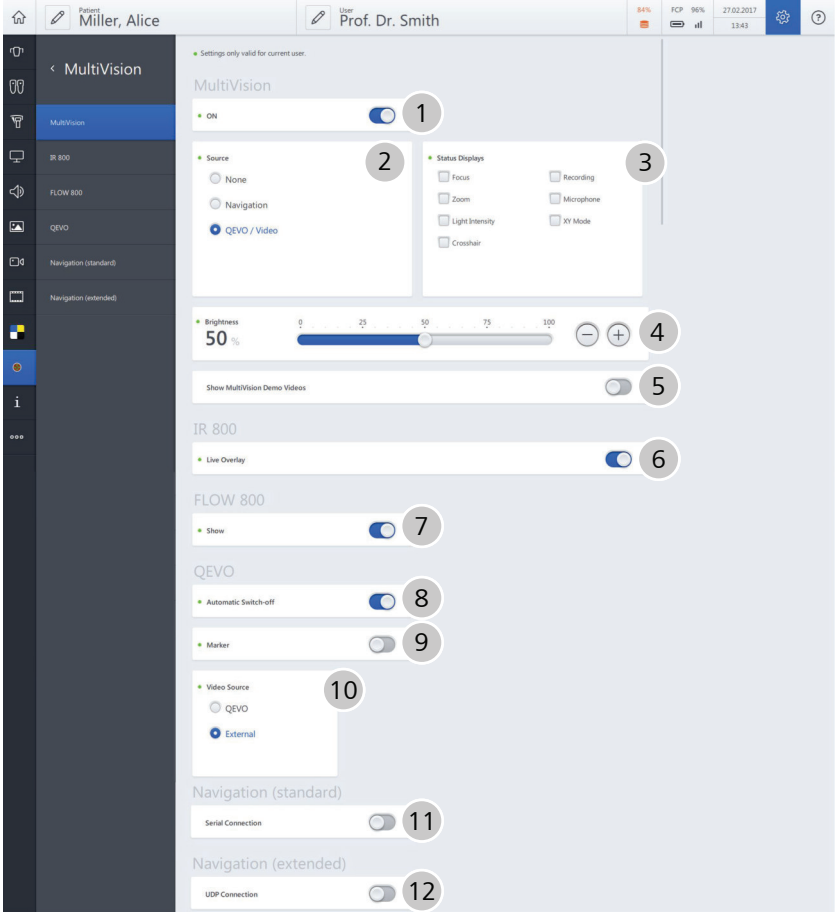 Patient
Miller, Alice
User
Prof. Dr. Smith
84% FCP 96% 27.02.2017
13:43
?
‹ MultiVision
MultiVision
IR 800
FLOW 800
QEVO
Navigation (standard)
Navigation (extended)
i
Settings only valid for current user.
MultiVision
ON 1
Source 2
None
Navigation
QEVO / Video
Status Displays 3
Focus Recording
Zoom Microphone
Light Intensity XY Mode
Crosshair
Brightness 0 25 50 75 100
50 % 4
Show MultiVision Demo Videos 5
IR 800
Live Overlay 6
FLOW 800
Show 7
QEVO
Automatic Switch-off 8
Marker 9
Video Source 10
QEVO
External
Navigation (standard)
Serial Connection 11
Navigation (extended)
UDP Connection 12